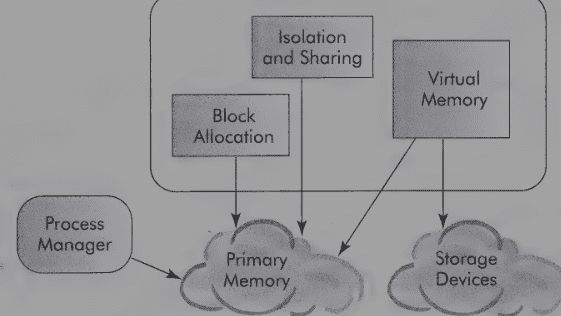 Isolation
and Sharing
Virtual
Memory
Block
Allocation
Process
Manager
Primary
Memory
Storage
Devices